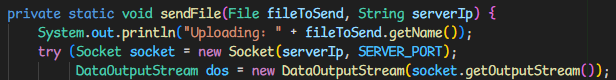 private static void sendFile(File fileToSend, String serverIp) {
System.out.println("Uploading: " + fileToSend.getName());
try (Socket socket = new Socket(serverIp, SERVER_PORT);
DataOutputStream dos = new DataOutputStream(socket.getOutputStream());